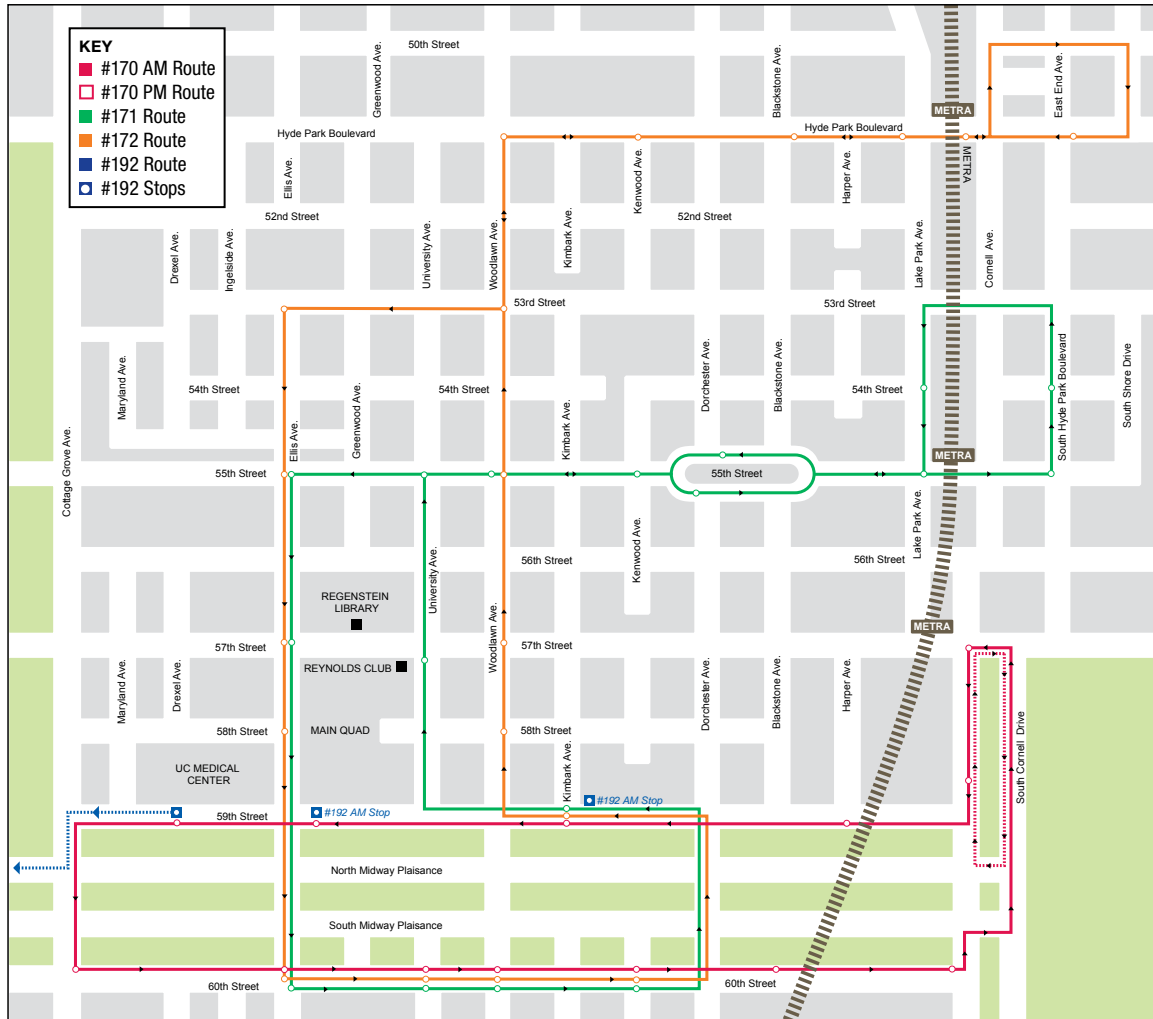 KEY
#170 AM Route
#170 PM Route
#171 Route
#172 Route
#192 Route
#192 Stops
50th Street
Greenwood Ave.
Blackstone Ave.
East End Ave.
METRA
Hyde Park Boulevard
Hyde Park Boulevard
METRA
Ellis Ave.
Kenwood Ave.
Harper Ave.
52nd Street
52nd Street
Drexel Ave.
Ingelside Ave.
University Ave.
Woodlawn Ave.
Kimbark Ave.
Lake Park Ave.
Cornell Ave.
53rd Street
53rd Street
Maryland Ave.
54th Street
Greenwood Ave.
54th Street
Kimbark Ave.
Dorchester Ave.
Blackstone Ave.
54th Street
South Hyde Park Boulevard
South Shore Drive
Ellis Ave.
Cottage Grove Ave.
55th Street
55th Street
METRA
Lake Park Ave.
University Ave.
56th Street
Kenwood Ave.
56th Street
REGENSTEIN
LIBRARY
METRA
57th Street
Woodlawn Ave.
57th Street
REYNOLDS CLUB
Maryland Ave.
Drexel Ave.
Dorchester Ave.
Blackstone Ave.
Harper Ave.
58th Street
MAIN QUAD
58th Street
South Cornell Drive
UC MEDICAL
CENTER
Kimbark Ave.
#192 AM Stop
59th Street
#192 AM Stop
North Midway Plaisance
South Midway Plaisance
60th Street
60th Street